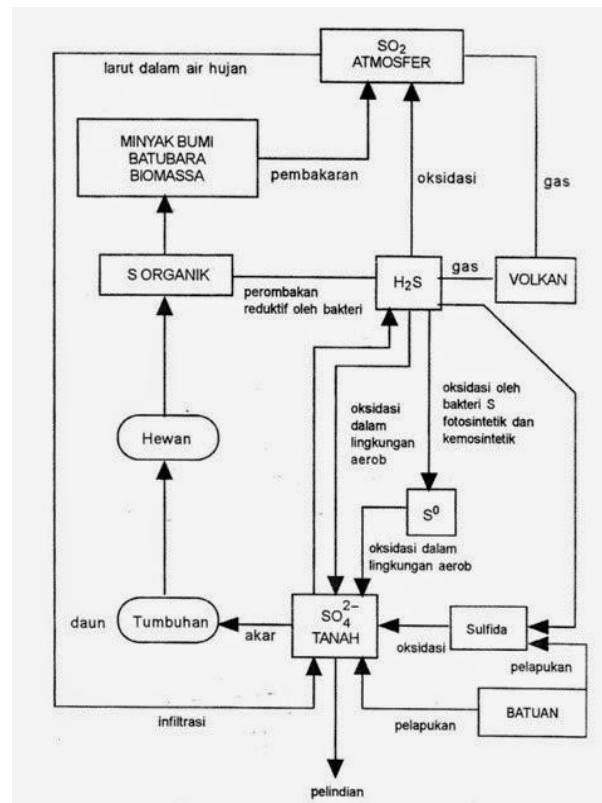 SO₂
ATMOSFER
larut dalam air hujan
MINYAK BUMI
BATUBARA
BIOMASSA
pembakaran
oksidasi
gas
S ORGANIK
perombakan
reduktif oleh bakteri
H₂S
gas
VOLKAN
oksidasi
dalam
lingkungan
aerob
oksidasi oleh
bakteri S
fotosintetik dan
kemosintetik
Hewan
S⁰
oksidasi dalam
lingkungan aerob
daun
Tumbuhan
akar
SO₄²⁻
TANAH
oksidasi
Sulfida
pelapukan
infiltrasi
pelapukan
BATUAN
pelindian